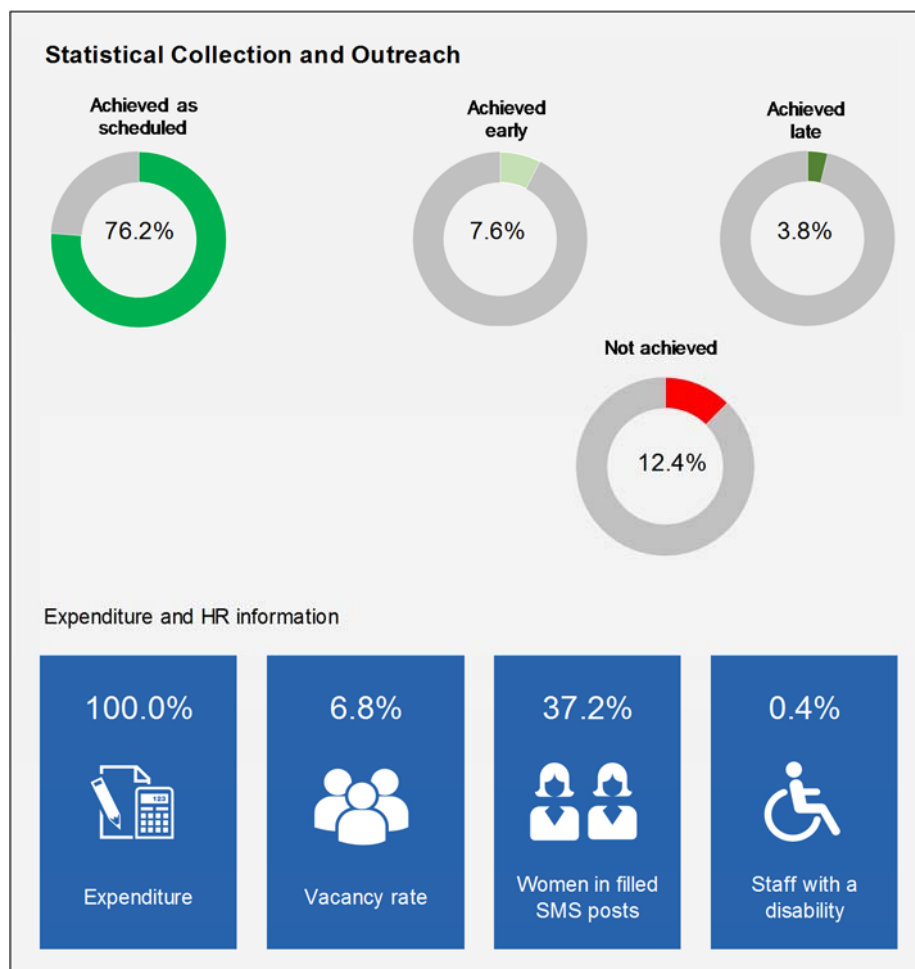 Statistical Collection and Outreach
Achieved as
scheduled
76.2%
Achieved
early
7.6%
Achieved
late
3.8%
Not achieved
12.4%
Expenditure and HR information
100.0%
123
Expenditure
6.8%
Vacancy rate
37.2%
Women in filled
SMS posts
0.4%
Staff with a
disability